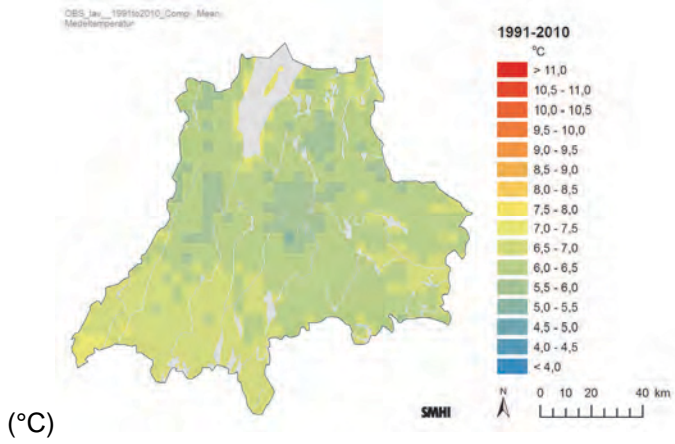 OBS_tav__1991to2010_Comp- Mean-
Medeltemperatur
1991-2010
°C
> 11,0
10,5 - 11,0
10,0 - 10,5
9,5 - 10,0
9,0 - 9,5
8,5 - 9,0
8,0 - 8,5
7,5 - 8,0
7,0 - 7,5
6,5 - 7,0
6,0 - 6,5
5,5 - 6,0
5,0 - 5,5
4,5 - 5,0
4,0 - 4,5
< 4,0
SMHI
N
0 10 20 40 km
(°C)